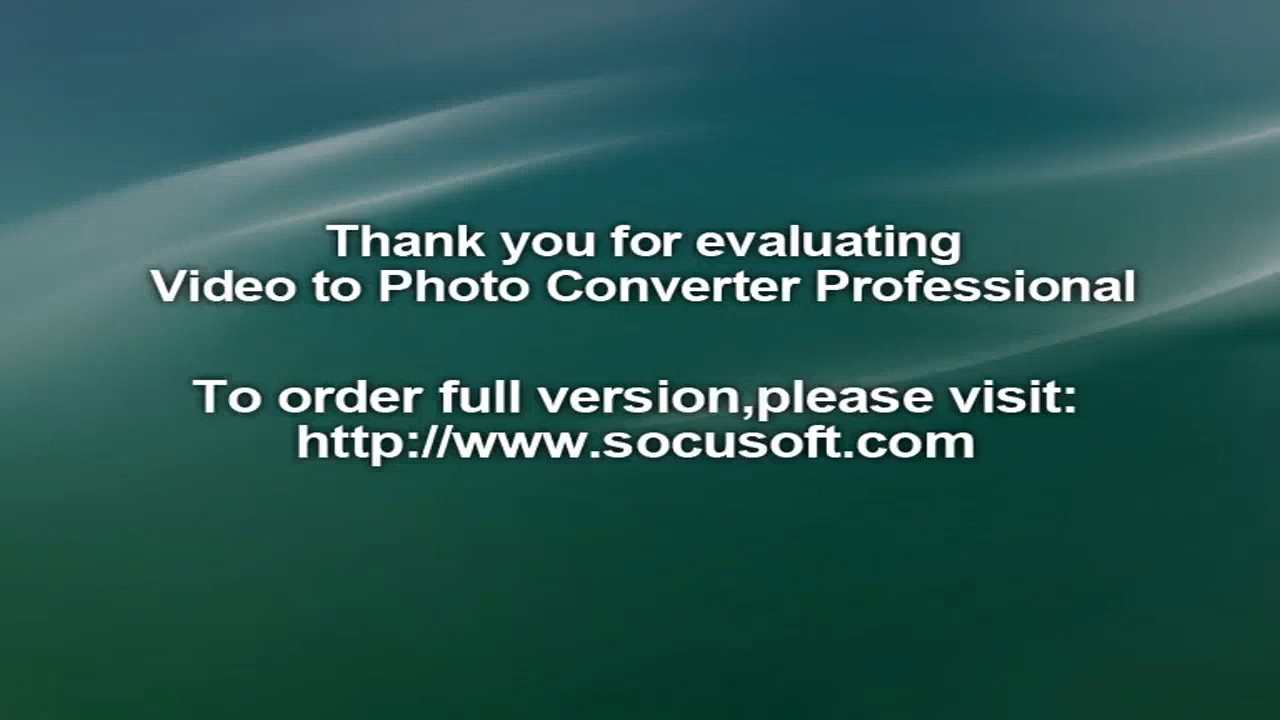 Thank you for evaluating
Video to Photo Converter Professional
To order full version,please visit:
http://www.socusoft.com